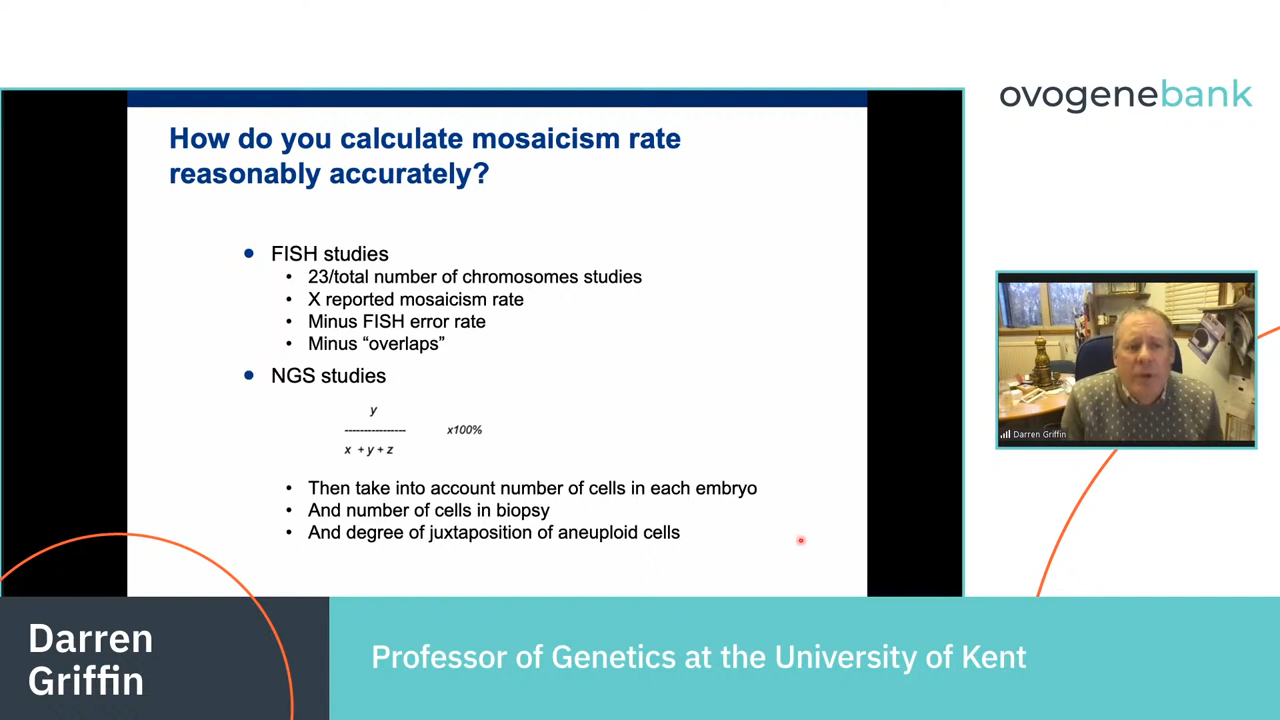 ovogenebank
How do you calculate mosaicism rate
reasonably accurately?
• FISH studies
• 23/total number of chromosomes studies
• X reported mosaicism rate
• Minus FISH error rate
• Minus “overlaps”
• NGS studies
y
---------------- x100%
x + y + z
• Then take into account number of cells in each embryo
• And number of cells in biopsy
• And degree of juxtaposition of aneuploid cells
Darren Griffin
Darren
Griffin
Professor of Genetics at the University of Kent